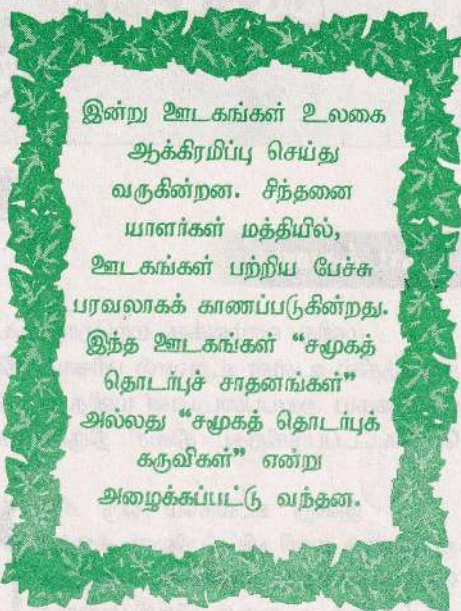 இன்று ஊடகங்கள் உலகை
ஆக்கிரமிப்பு செய்து
வருகின்றன. சிந்தனை
யாளர்கள் மத்தியில்,
ஊடகங்கள் பற்றிய பேச்சு
பரவலாகக் காணப்படுகின்றது.
இந்த ஊடகங்கள் “சமூகத்
தொடர்புச் சாதனங்கள்”
அல்லது “சமூகத் தொடர்புக்
கருவிகள்” என்று
அழைக்கப்பட்டு வந்தன.